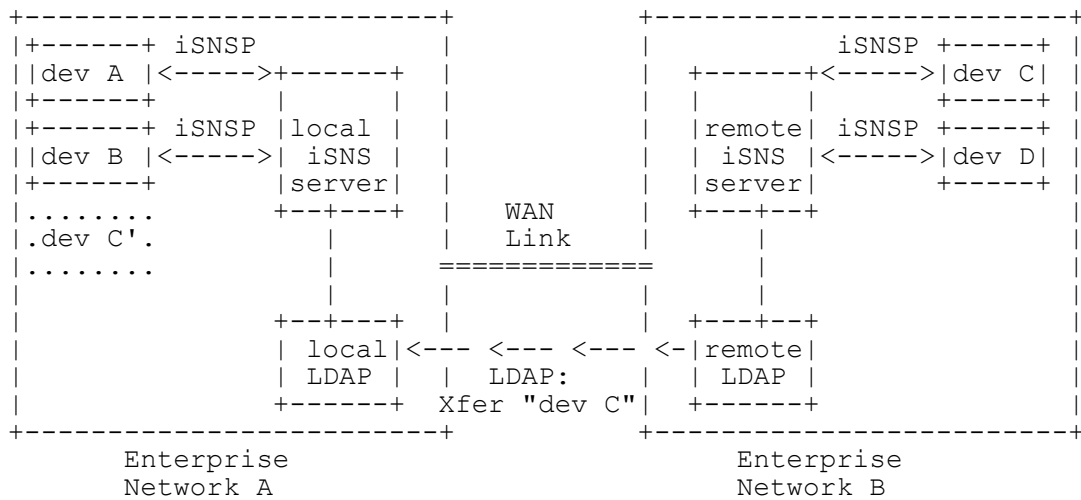 +--------------------------+              +--------------------------+
|+------+ iSNSP            |              |            iSNSP +-----+ |
||dev A |<----->+------+   |              |  +------+<----->|dev C| |
|+------+       |      |   |              |  |      |       +-----+ |
|+------+ iSNSP |local |   |              |  |remote| iSNSP +-----+ |
||dev B |<----->| iSNS |   |              |  | iSNS |<----->|dev D| |
|+------+       |server|   |              |  |server|       +-----+ |
|........       +--+---+   |     WAN      |  +---+--+               |
|.dev C'.          |       |     Link     |      |                  |
|........          |       ==============       |                  |
|                  |       |              |      |                  |
|               +--+---+   |              |  +---+--+               |
|               | local|<--- <--- <--- <-|remote|               |
|               | LDAP |   |    LDAP:     |  | LDAP |               |
|               +------+   Xfer "dev C"|  +------+               |
+--------------------------+              +--------------------------+
Enterprise                                 Enterprise
Network A                                  Network B